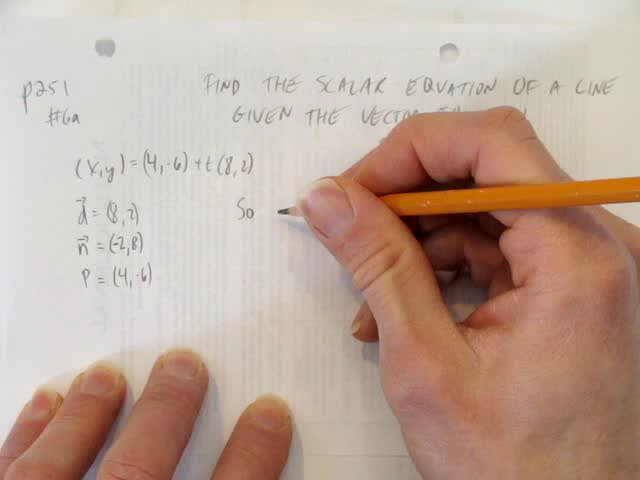 p251
#6a
FIND THE SCALAR EQUATION OF A LINE
GIVEN THE VECTOR
(x,y) = (4,-6) + t(8,2)
d⃗ = (8,2)
n⃗ = (-2,8)
P = (4,-6)
So